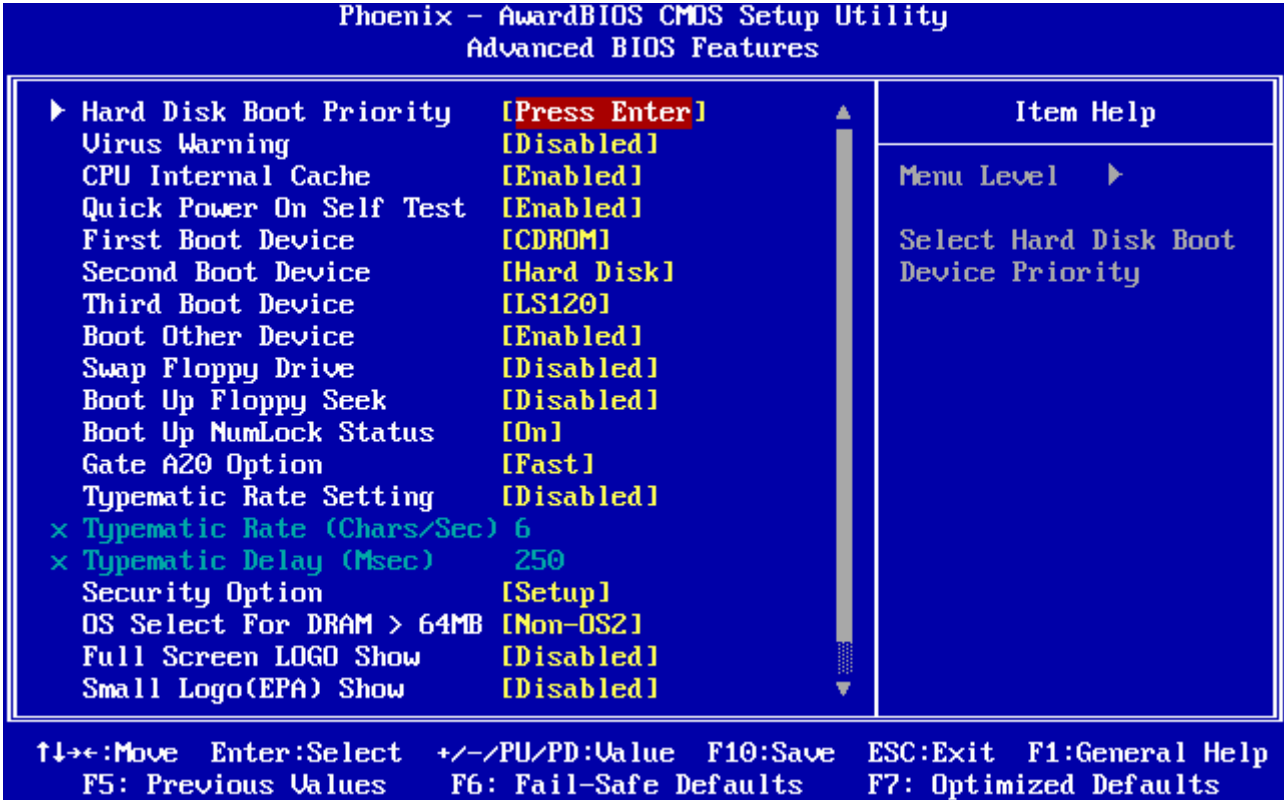 Phoenix - AwardBIOS CMOS Setup Utility
Advanced BIOS Features
Hard Disk Boot Priority [Press Enter]
Virus Warning [Disabled]
CPU Internal Cache [Enabled]
Quick Power On Self Test [Enabled]
First Boot Device [CDROM]
Second Boot Device [Hard Disk]
Third Boot Device [LS120]
Boot Other Device [Enabled]
Swap Floppy Drive [Disabled]
Boot Up Floppy Seek [Disabled]
Boot Up NumLock Status [On]
Gate A20 Option [Fast]
Typematic Rate Setting [Disabled]
x Typematic Rate (Chars/Sec) 6
x Typematic Delay (Msec) 250
Security Option [Setup]
OS Select For DRAM > 64MB [Non-OS2]
Full Screen LOGO Show [Disabled]
Small Logo(EPA) Show [Disabled]
Item Help
Menu Level
Select Hard Disk Boot
Device Priority
↑↓→←:Move Enter:Select +/-/PU/PD:Value F10:Save ESC:Exit F1:General Help
F5: Previous Values F6: Fail-Safe Defaults F7: Optimized Defaults